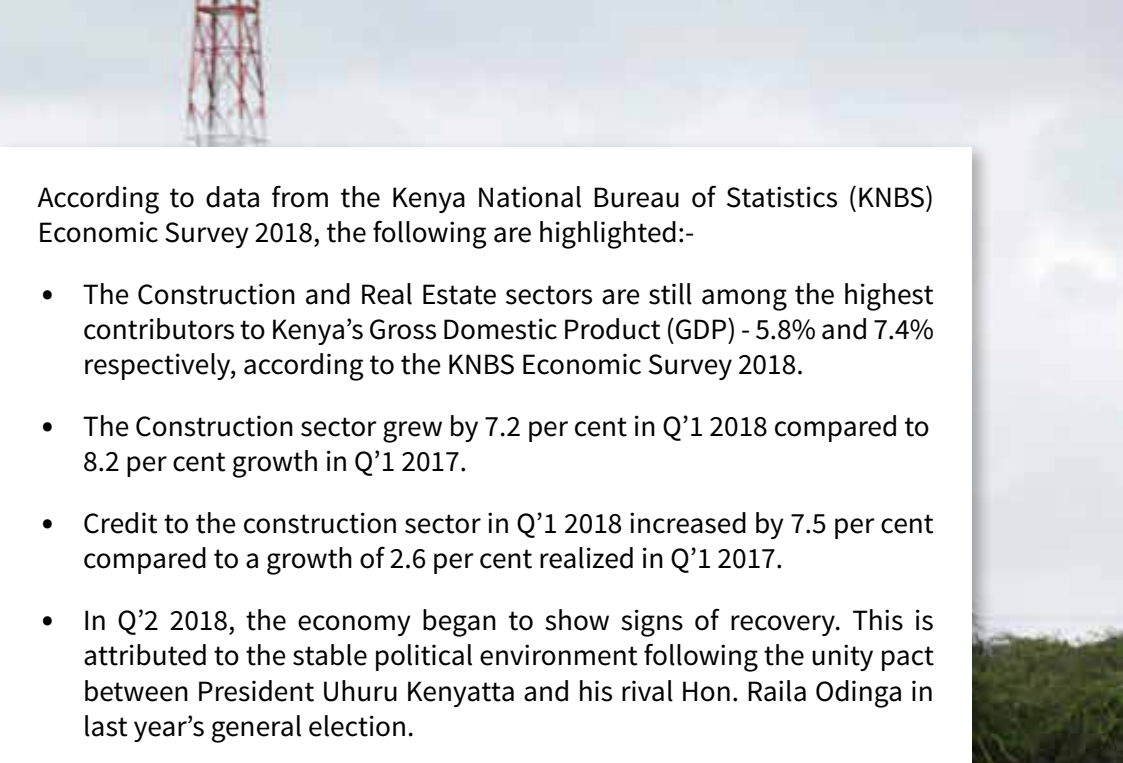 According to data from the Kenya National Bureau of Statistics (KNBS)
Economic Survey 2018, the following are highlighted:-
• The Construction and Real Estate sectors are still among the highest
contributors to Kenya’s Gross Domestic Product (GDP) - 5.8% and 7.4%
respectively, according to the KNBS Economic Survey 2018.
• The Construction sector grew by 7.2 per cent in Q’1 2018 compared to
8.2 per cent growth in Q’1 2017.
• Credit to the construction sector in Q’1 2018 increased by 7.5 per cent
compared to a growth of 2.6 per cent realized in Q’1 2017.
• In Q’2 2018, the economy began to show signs of recovery. This is
attributed to the stable political environment following the unity pact
between President Uhuru Kenyatta and his rival Hon. Raila Odinga in
last year’s general election.